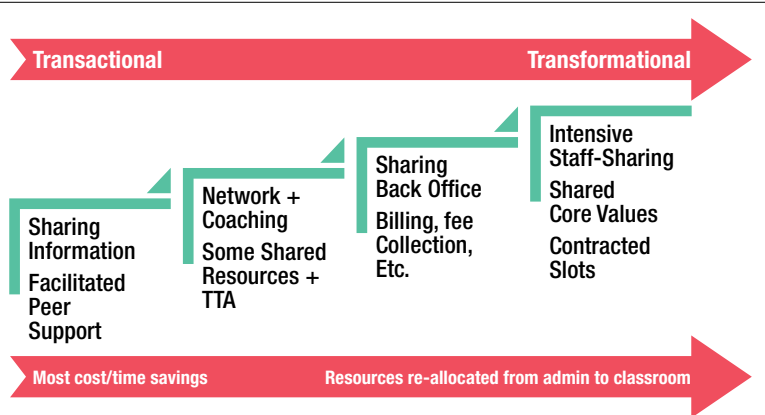 Transactional
Transformational
Sharing
Information
Facilitated
Peer
Support
Network +
Coaching
Some Shared
Resources +
TTA
Sharing
Back Office
Billing, fee
Collection,
Etc.
Intensive
Staff-Sharing
Shared
Core Values
Contracted
Slots
Most cost/time savings
Resources re-allocated from admin to classroom